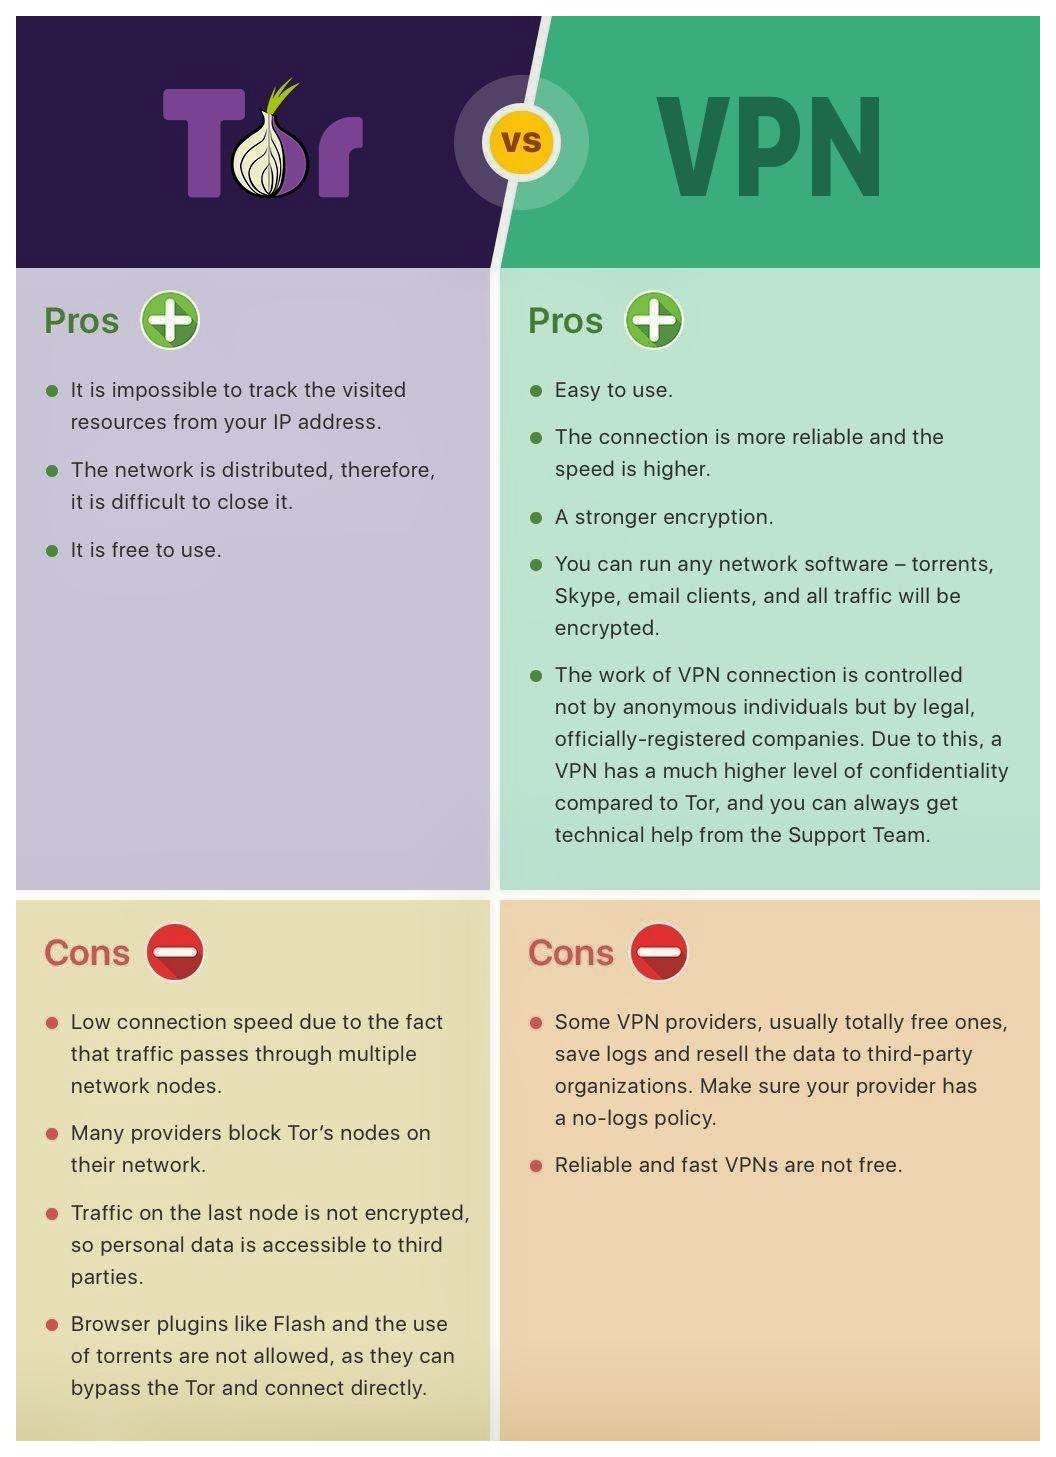 Tor
vs
VPN
Pros
It is impossible to track the visited
resources from your IP address.
The network is distributed, therefore,
it is difficult to close it.
It is free to use.
Pros
Easy to use.
The connection is more reliable and the
speed is higher.
A stronger encryption.
You can run any network software – torrents,
Skype, email clients, and all traffic will be
encrypted.
The work of VPN connection is controlled
not by anonymous individuals but by legal,
officially-registered companies. Due to this, a
VPN has a much higher level of confidentiality
compared to Tor, and you can always get
technical help from the Support Team.
Cons
Low connection speed due to the fact
that traffic passes through multiple
network nodes.
Many providers block Tor’s nodes on
their network.
Traffic on the last node is not encrypted,
so personal data is accessible to third
parties.
Browser plugins like Flash and the use
of torrents are not allowed, as they can
bypass the Tor and connect directly.
Cons
Some VPN providers, usually totally free ones,
save logs and resell the data to third-party
organizations. Make sure your provider has
a no-logs policy.
Reliable and fast VPNs are not free.